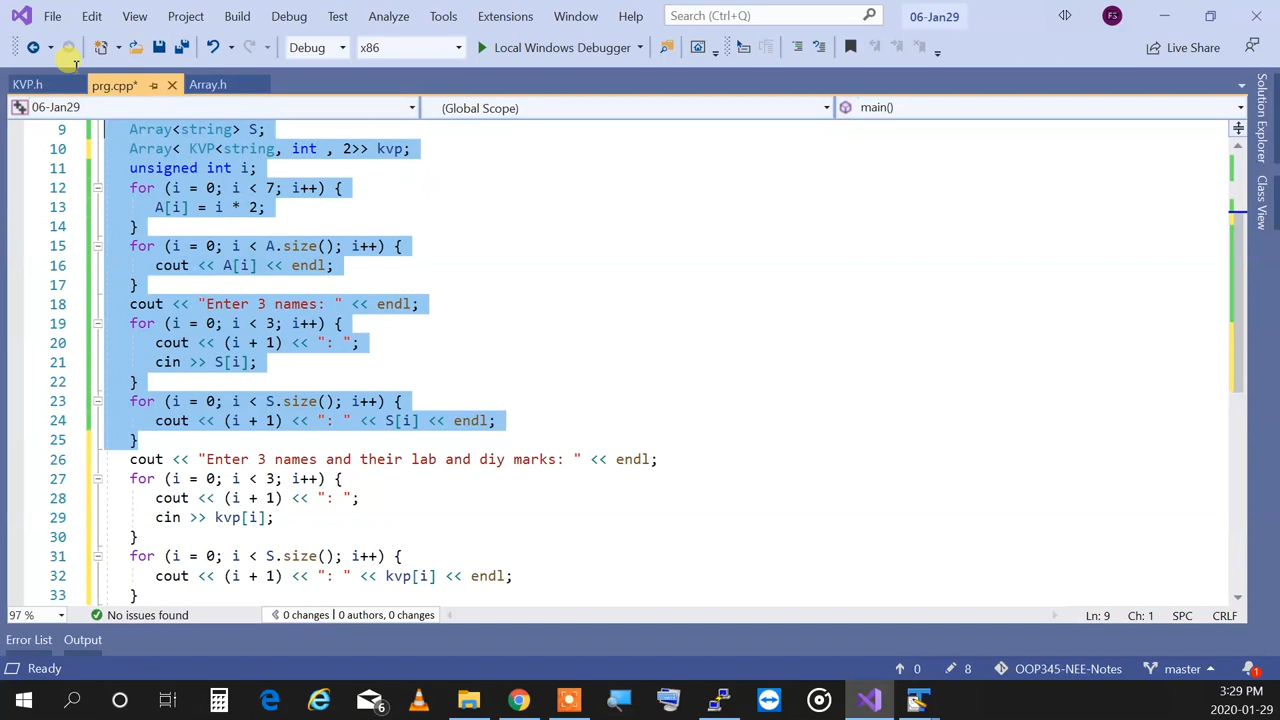 File Edit View Project Build Debug Test Analyze Tools Extensions Window Help Search (Ctrl+Q) 06-Jan29 FS
Debug x86 Local Windows Debugger Live Share
KVP.h prg.cpp* Array.h
06-Jan29 (Global Scope) main()
9 Array<string> S;
10 Array< KVP<string, int , 2>> kvp;
11 unsigned int i;
12 for (i = 0; i < 7; i++) {
13 A[i] = i * 2;
14 }
15 for (i = 0; i < A.size(); i++) {
16 cout << A[i] << endl;
17 }
18 cout << "Enter 3 names: " << endl;
19 for (i = 0; i < 3; i++) {
20 cout << (i + 1) << ": ";
21 cin >> S[i];
22 }
23 for (i = 0; i < S.size(); i++) {
24 cout << (i + 1) << ": " << S[i] << endl;
25 }
26 cout << "Enter 3 names and their lab and diy marks: " << endl;
27 for (i = 0; i < 3; i++) {
28 cout << (i + 1) << ": ";
29 cin >> kvp[i];
30 }
31 for (i = 0; i < S.size(); i++) {
32 cout << (i + 1) << ": " << kvp[i] << endl;
33 }
Solution Explorer
Class View
97 % No issues found 0 changes | 0 authors, 0 changes Ln: 9 Ch: 1 SPC CRLF
Error List Output
Ready 0 8 OOP345-NEE-Notes master 1
6
3:29 PM
2020-01-29